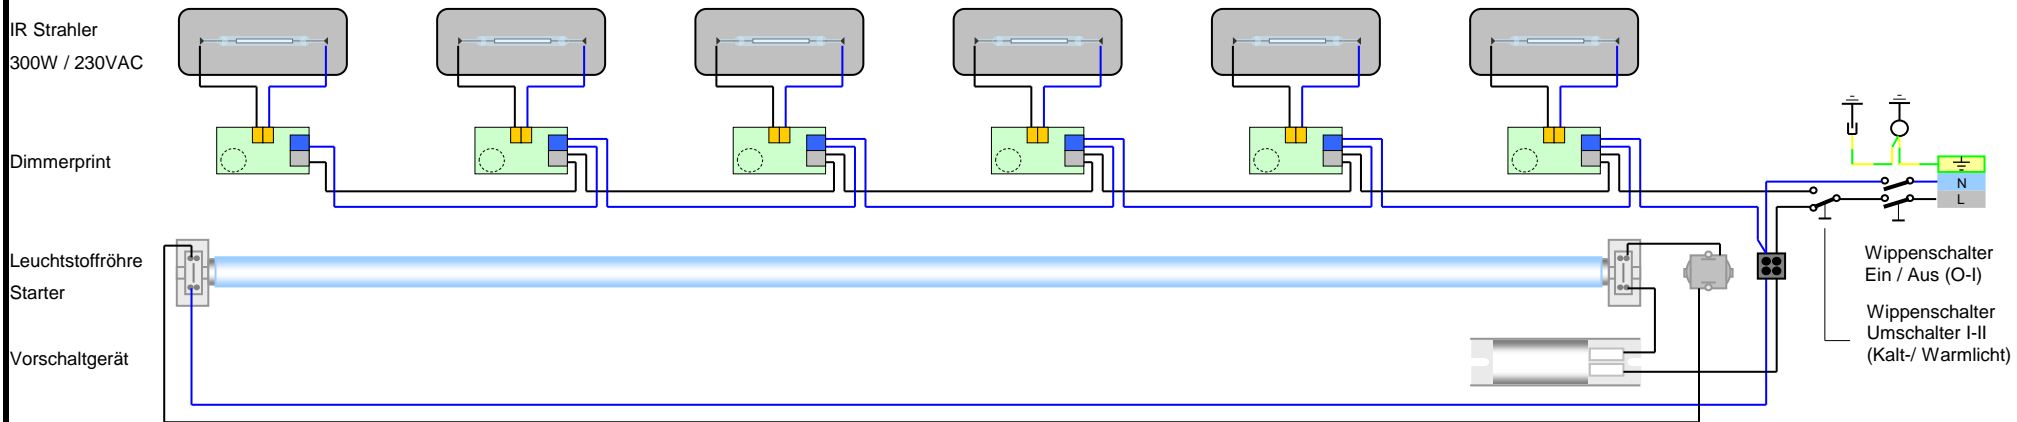 IR Strahler
300W / 230VAC
Dimmerprint
N
L
Leuchtstoffröhre
Starter
Wippenschalter
Ein / Aus (O-I)
Wippenschalter
Umschalter I-II
(Kalt-/ Warmlicht)
Vorschaltgerät